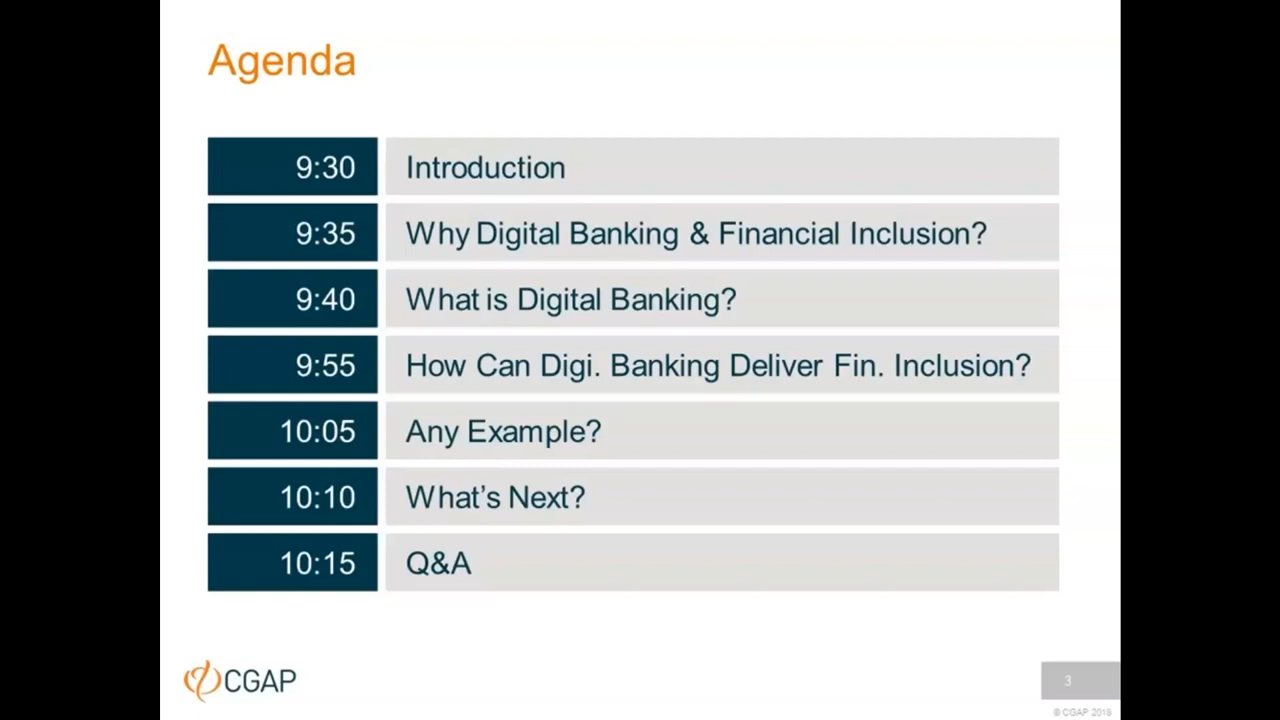 Agenda
9:30 Introduction
9:35 Why Digital Banking & Financial Inclusion?
9:40 What is Digital Banking?
9:55 How Can Digi. Banking Deliver Fin. Inclusion?
10:05 Any Example?
10:10 What's Next?
10:15 Q&A
CGAP
3
© CGAP 2018